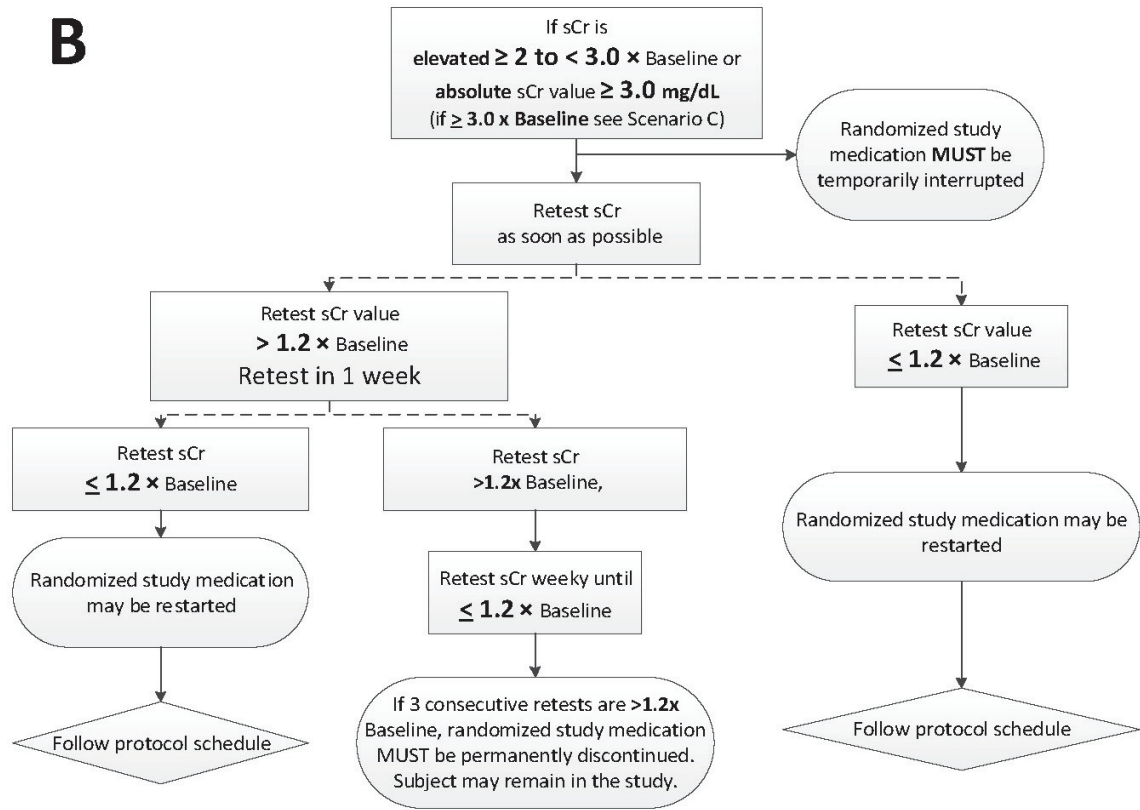 B
If sCr is
elevated ≥ 2 to < 3.0 × Baseline or
absolute sCr value ≥ 3.0 mg/dL
(if ≥ 3.0 x Baseline see Scenario C)
Randomized study
medication MUST be
temporarily interrupted
Retest sCr
as soon as possible
Retest sCr value
> 1.2 × Baseline
Retest in 1 week
Retest sCr value
≤ 1.2 × Baseline
Retest sCr
≤ 1.2 × Baseline
Retest sCr
>1.2x Baseline,
Randomized study medication may be
restarted
Randomized study medication
may be restarted
Retest sCr weeky until
≤ 1.2 × Baseline
If 3 consecutive retests are >1.2x
Baseline, randomized study medication
MUST be permanently discontinued.
Subject may remain in the study.
Follow protocol schedule
Follow protocol schedule